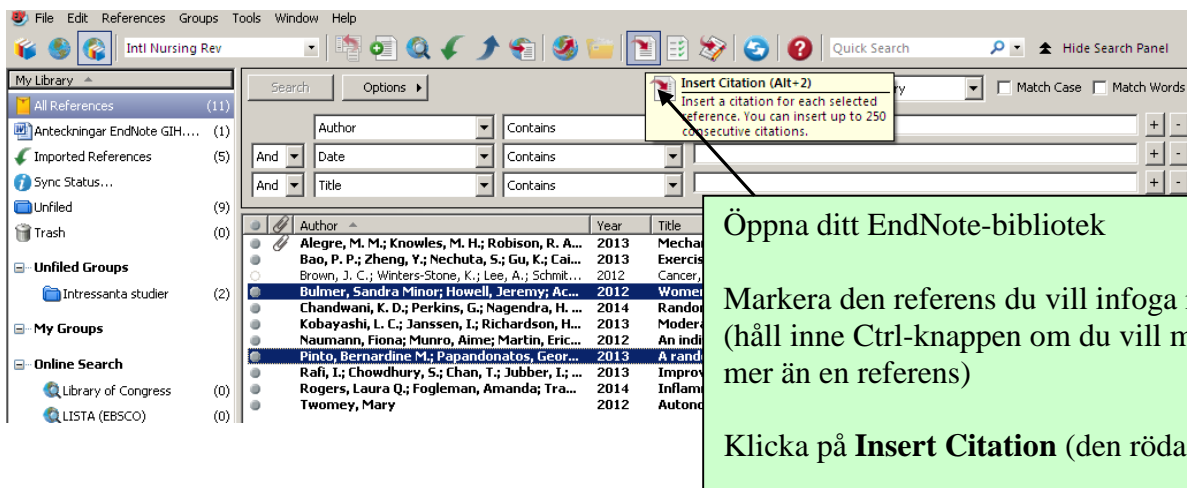 File Edit References Groups Tools Window Help
Intl Nursing Rev Quick Search Hide Search Panel
My Library
All References (11)
Anteckningar EndNote GIH.... (1)
Imported References (5)
Sync Status...
Unfiled (9)
Trash (0)
Unfiled Groups
Intressanta studier (2)
My Groups
Online Search
Library of Congress (0)
LISTA (EBSCO) (0)
Search Options Match Case Match Words
Insert Citation (Alt+2)
Insert a citation for each selected
reference. You can insert up to 250
consecutive citations.
Author Contains + -
And Date Contains + -
And Title Contains + -
Author Year Title
Alegre, M. M.; Knowles, M. H.; Robison, R. A... 2013 Mecha
Bao, P. P.; Zheng, Y.; Nechuta, S.; Gu, K.; Cai... 2013 Exercis
Brown, J. C.; Winters-Stone, K.; Lee, A.; Schmit... 2012 Cancer,
Bulmer, Sandra Minor; Howell, Jeremy; Ac... 2012 Wome
Chandwani, K. D.; Perkins, G.; Nagendra, H. ... 2014 Rando
Kobayashi, L. C.; Janssen, I.; Richardson, H... 2013 Modera
Naumann, Fiona; Munro, Aime; Martin, Eric... 2012 An indi
Pinto, Bernardine M.; Papandonatos, Geor... 2013 A rand
Rafi, I.; Chowdhury, S.; Chan, T.; Jubber, I.; ... 2013 Improv
Rogers, Laura Q.; Fogleman, Amanda; Tra... 2014 Inflam
Twomey, Mary 2012 Auton
Öppna ditt EndNote-bibliotek
Markera den referens du vill infoga
(håll inne Ctrl-knappen om du vill m
mer än en referens)
Klicka på Insert Citation (den röda